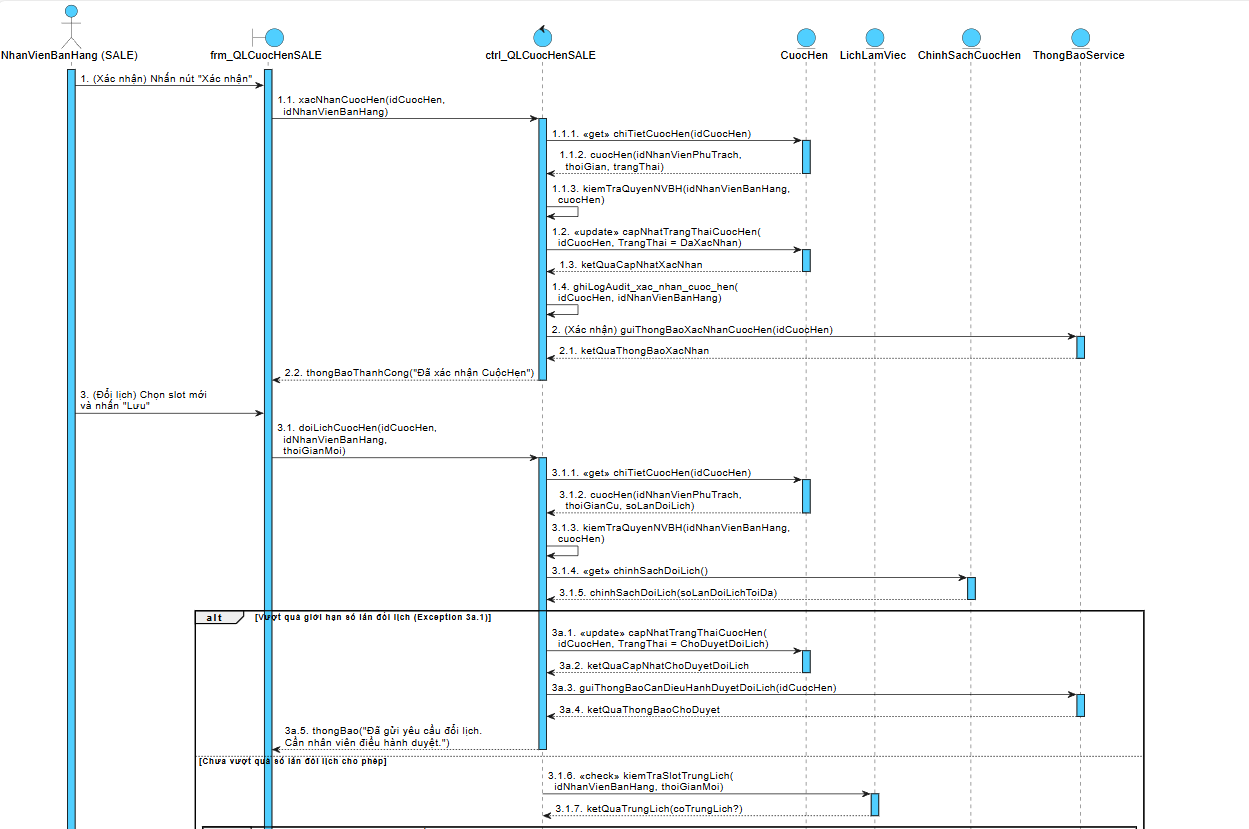 NhanVienBanHang (SALE)
frm_QLCuocHenSALE
ctrl_QLCuocHenSALE
CuocHen
LichLamViec
ChinhSachCuocHen
ThongBaoService
1. (Xác nhận) Nhấn nút "Xác nhận"
1.1. xacNhanCuocHen(idCuocHen,
idNhanVienBanHang)
1.1.1. «get» chiTietCuocHen(idCuocHen)
1.1.2. cuocHen(idNhanVienPhuTrach,
thoiGian, trangThai)
1.1.3. kiemTraQuyenNVBH(idNhanVienBanHang,
cuocHen)
1.2. «update» capNhatTrangThaiCuocHen(
idCuocHen, TrangThai = DaXacNhan)
1.3. ketQuaCapNhatXacNhan
1.4. ghiLogAudit_xac_nhan_cuoc_hen(
idCuocHen, idNhanVienBanHang)
2. (Xác nhận) guiThongBaoXacNhanCuocHen(idCuocHen)
2.1. ketQuaThongBaoXacNhan
2.2. thongBaoThanhCong("Đã xác nhận CuộcHẹn")
3. (Đổi lịch) Chọn slot mới
và nhấn "Lưu"
3.1. doiLichCuocHen(idCuocHen,
idNhanVienBanHang,
thoiGianMoi)
3.1.1. «get» chiTietCuocHen(idCuocHen)
3.1.2. cuocHen(idNhanVienPhuTrach,
thoiGianCu, soLanDoiLich)
3.1.3. kiemTraQuyenNVBH(idNhanVienBanHang,
cuocHen)
3.1.4. «get» chinhSachDoiLich()
3.1.5. chinhSachDoiLich(soLanDoiLichToiDa)
alt
[Vượt quá giới hạn số lần đổi lịch (Exception 3a.1)]
3a.1. «update» capNhatTrangThaiCuocHen(
idCuocHen, TrangThai = ChoDuyetDoiLich)
3a.2. ketQuaCapNhatChoDuyetDoiLich
3a.3. guiThongBaoCanDieuHanhDuyetDoiLich(idCuocHen)
3a.4. ketQuaThongBaoChoDuyet
3a.5. thongBao("Đã gửi yêu cầu đổi lịch.
Cần nhân viên điều hành duyệt.")
[Chưa vượt quá số lần đổi lịch cho phép]
3.1.6. «check» kiemTraSlotTrungLich(
idNhanVienBanHang, thoiGianMoi)
3.1.7. ketQuaTrungLich(coTrungLich?)